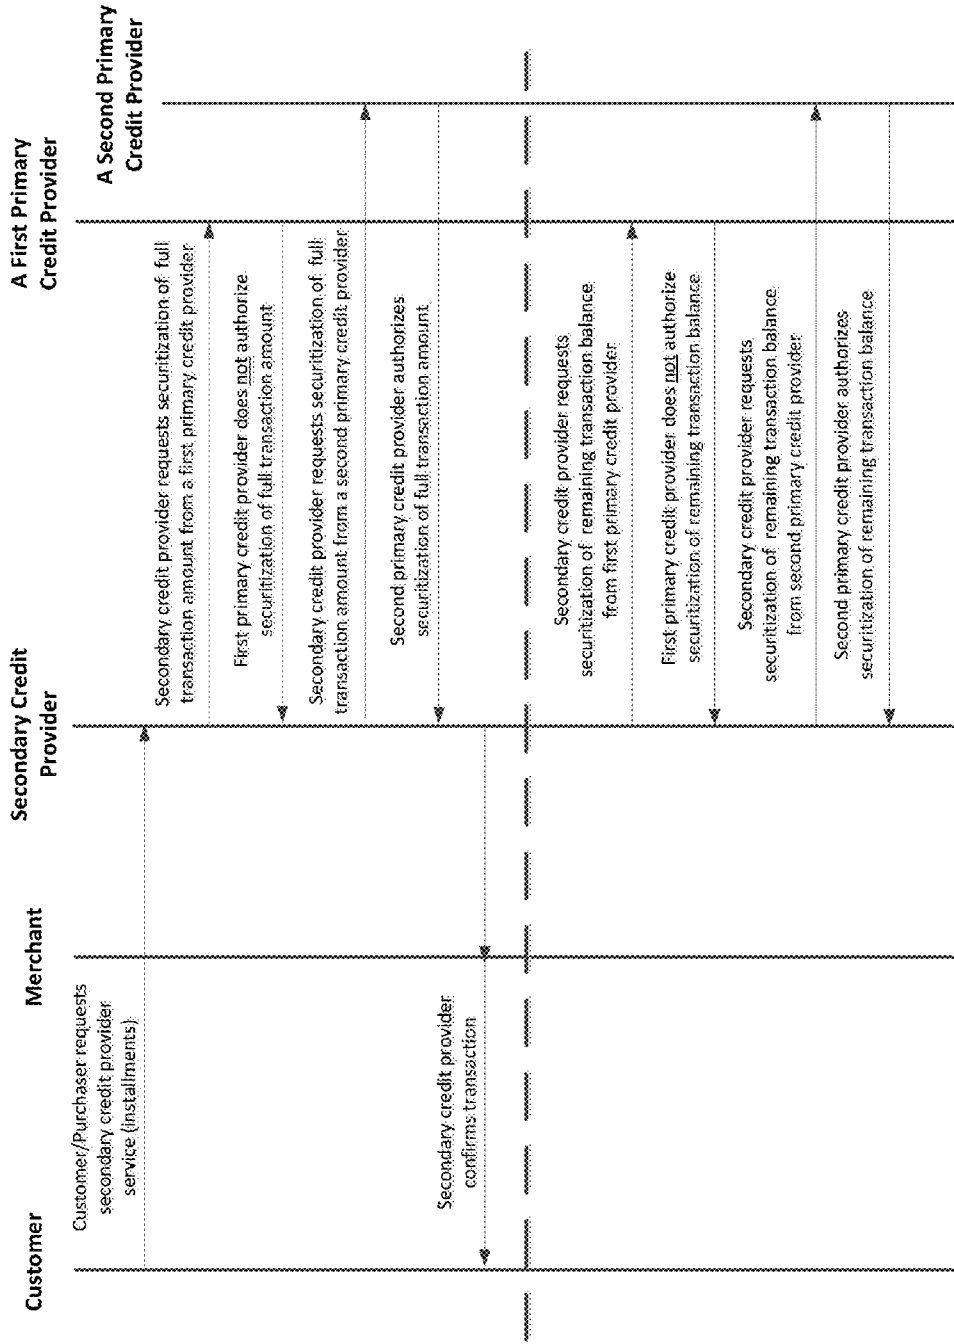 Customer
Merchant
Secondary Credit
Provider
A First Primary
Credit Provider
A Second Primary
Credit Provider
Customer/Purchaser requests
secondary credit provider
service (installments)
Secondary credit provider requests securitization of full
transaction amount from a first primary credit provider
First primary credit provider does not authorize
securitization of full transaction amount
Secondary credit provider requests securitization of full
transaction amount from a second primary credit provider
Second primary credit provider authorizes
securitization of full transaction amount
Secondary credit provider
confirms transaction
Secondary credit provider requests
securitization of remaining transaction balance
from first primary credit provider
First primary credit provider does not authorize
securitization of remaining transaction balance
Secondary credit provider requests
securitization of remaining transaction balance
from second primary credit provider
Second primary credit provider authorizes
securitization of remaining transaction balance